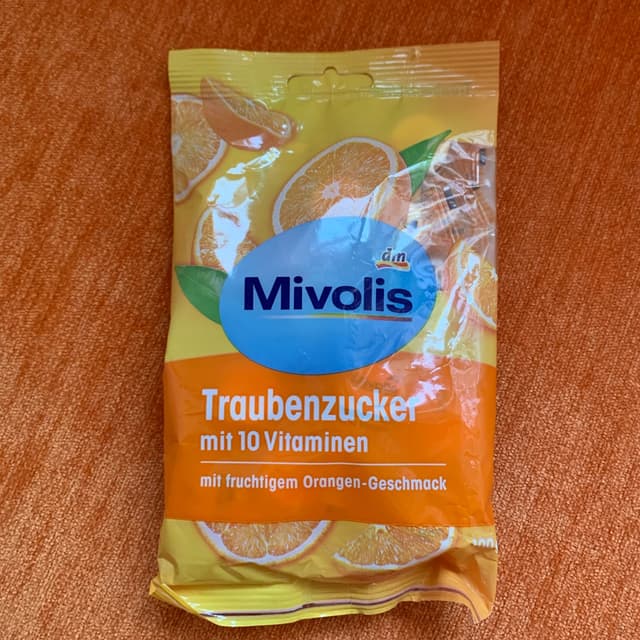 dm
Mivolis
Traubenzucker
mit 10 Vitaminen
mit fruchtigem Orangen-Geschmack